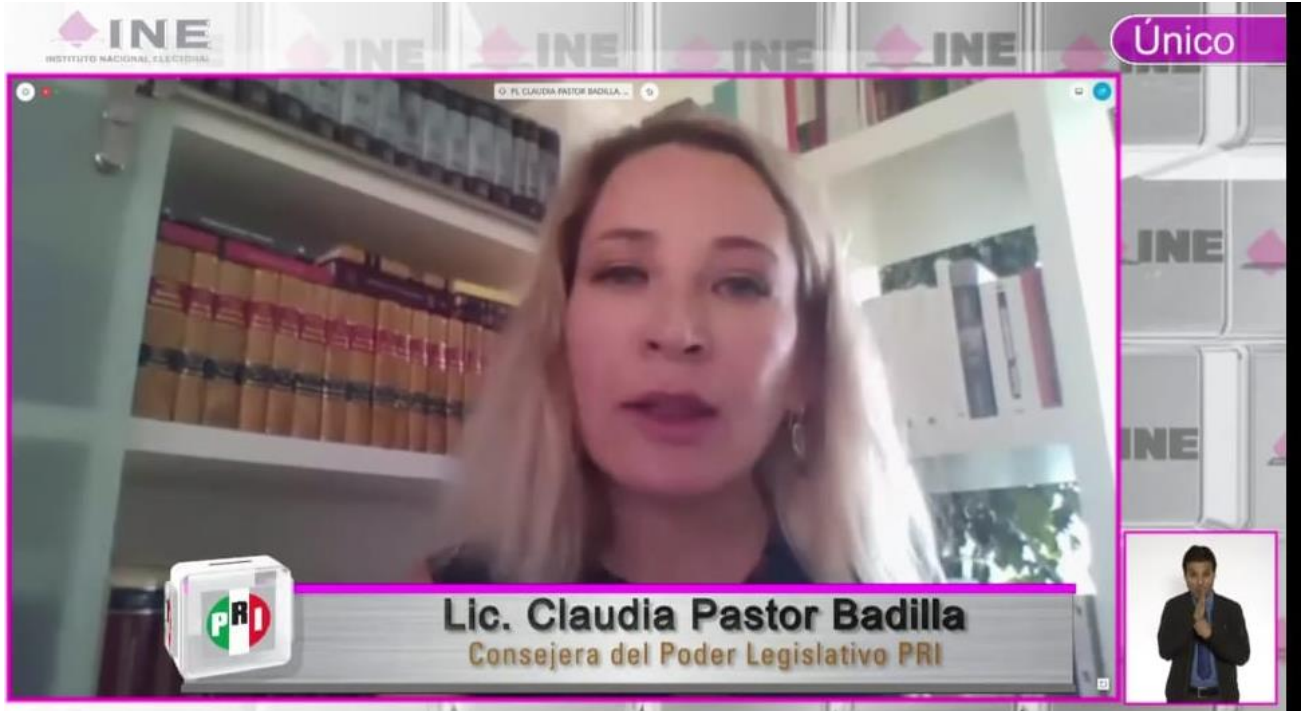 INE
INSTITUTO NACIONAL ELECTORAL
INE
INE
INE
INE
Único
PL CLAUDIA PASTOR BADILLA...
INE
INE
PRI
Lic. Claudia Pastor Badilla
Consejera del Poder Legislativo PRI